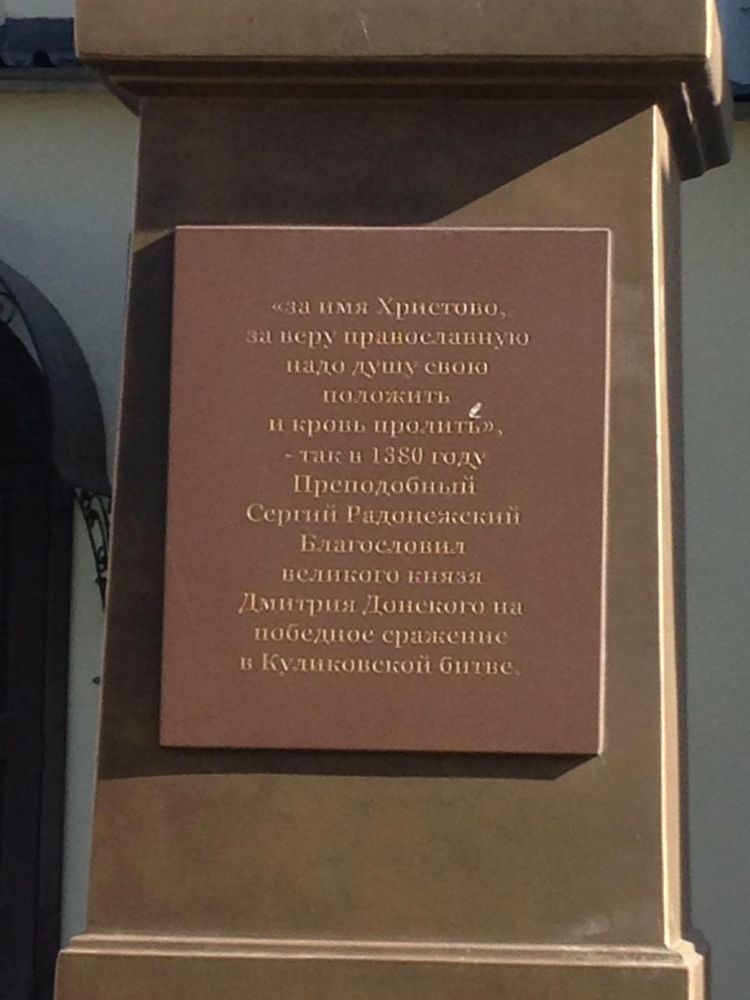 «за имя Христово,
за веру православную
надо душу свою
положить
и кровь пролить»,
- так в 1380 году
Преподобный
Сергий Радонежский
Благословил
великого князя
Дмитрия Донского на
победное сражение
в Куликовской битве.